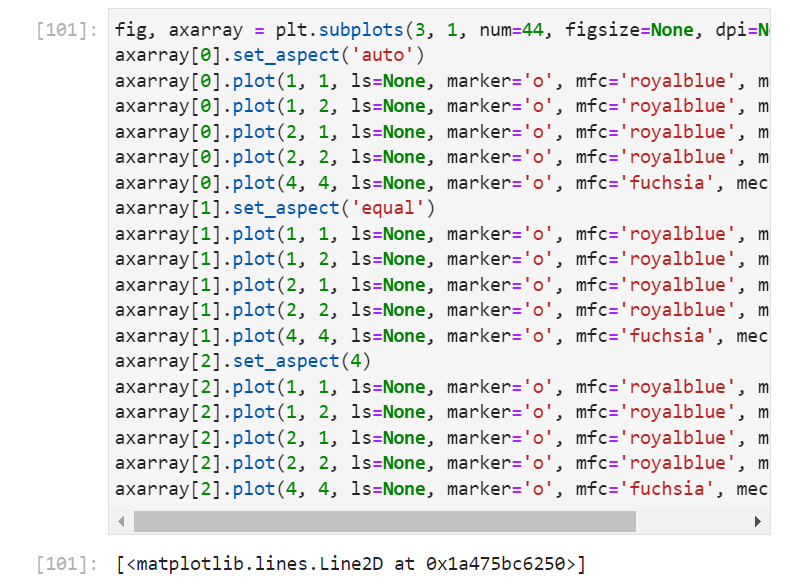 [101]: fig, axarray = plt.subplots(3, 1, num=44, figsize=None, dpi=N
axarray[0].set_aspect('auto')
axarray[0].plot(1, 1, ls=None, marker='o', mfc='royalblue', m
axarray[0].plot(1, 2, ls=None, marker='o', mfc='royalblue', m
axarray[0].plot(2, 1, ls=None, marker='o', mfc='royalblue', m
axarray[0].plot(2, 2, ls=None, marker='o', mfc='royalblue', m
axarray[0].plot(4, 4, ls=None, marker='o', mfc='fuchsia', mec
axarray[1].set_aspect('equal')
axarray[1].plot(1, 1, ls=None, marker='o', mfc='royalblue', m
axarray[1].plot(1, 2, ls=None, marker='o', mfc='royalblue', m
axarray[1].plot(2, 1, ls=None, marker='o', mfc='royalblue', m
axarray[1].plot(2, 2, ls=None, marker='o', mfc='royalblue', m
axarray[1].plot(4, 4, ls=None, marker='o', mfc='fuchsia', mec
axarray[2].set_aspect(4)
axarray[2].plot(1, 1, ls=None, marker='o', mfc='royalblue', m
axarray[2].plot(1, 2, ls=None, marker='o', mfc='royalblue', m
axarray[2].plot(2, 1, ls=None, marker='o', mfc='royalblue', m
axarray[2].plot(2, 2, ls=None, marker='o', mfc='royalblue', m
axarray[2].plot(4, 4, ls=None, marker='o', mfc='fuchsia', mec
[101]: [<matplotlib.lines.Line2D at 0x1a475bc6250>]